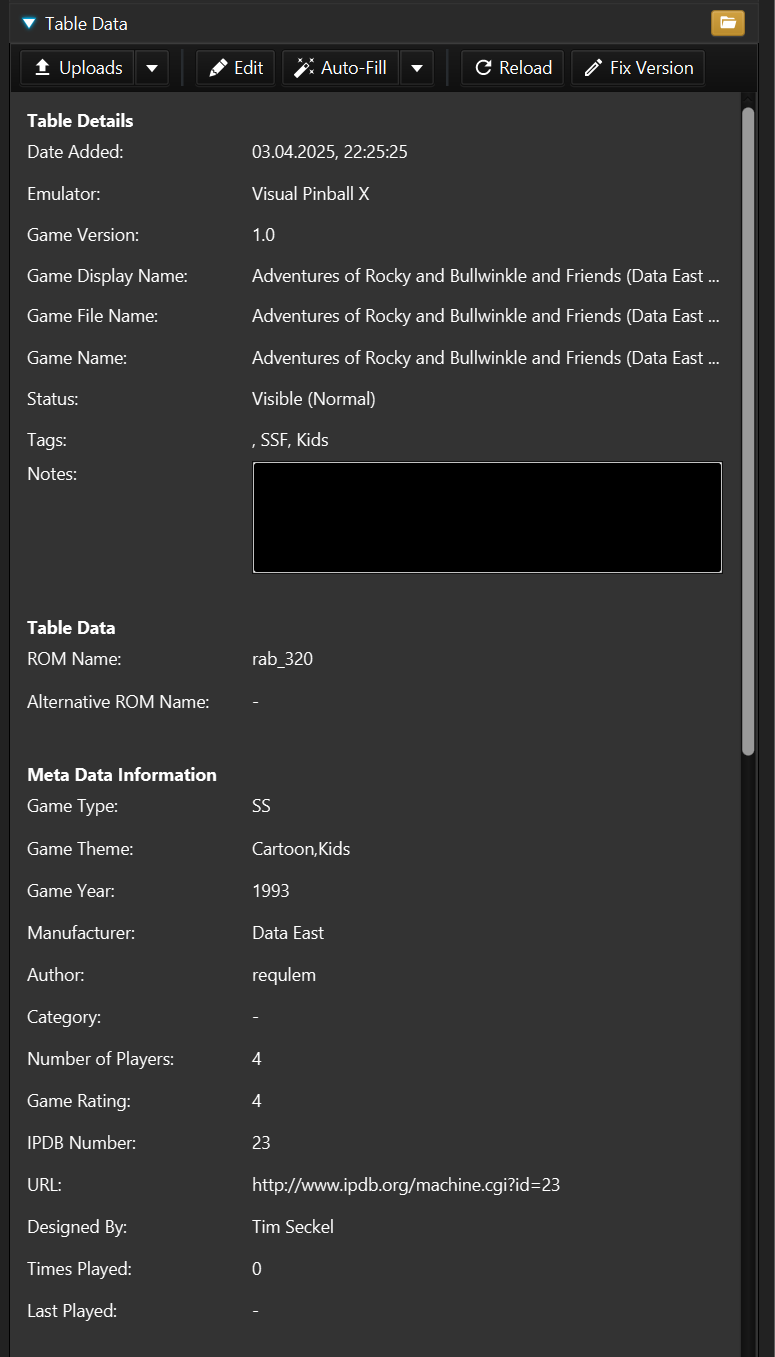 Table Data
Uploads Edit Auto-Fill Reload Fix Version
Table Details
Date Added: 03.04.2025, 22:25:25
Emulator: Visual Pinball X
Game Version: 1.0
Game Display Name: Adventures of Rocky and Bullwinkle and Friends (Data East ...
Game File Name: Adventures of Rocky and Bullwinkle and Friends (Data East ...
Game Name: Adventures of Rocky and Bullwinkle and Friends (Data East ...
Status: Visible (Normal)
Tags: , SSF, Kids
Notes:
Table Data
ROM Name: rab_320
Alternative ROM Name: -
Meta Data Information
Game Type: SS
Game Theme: Cartoon,Kids
Game Year: 1993
Manufacturer: Data East
Author: requlem
Category: -
Number of Players: 4
Game Rating: 4
IPDB Number: 23
URL: http://www.ipdb.org/machine.cgi?id=23
Designed By: Tim Seckel
Times Played: 0
Last Played: -